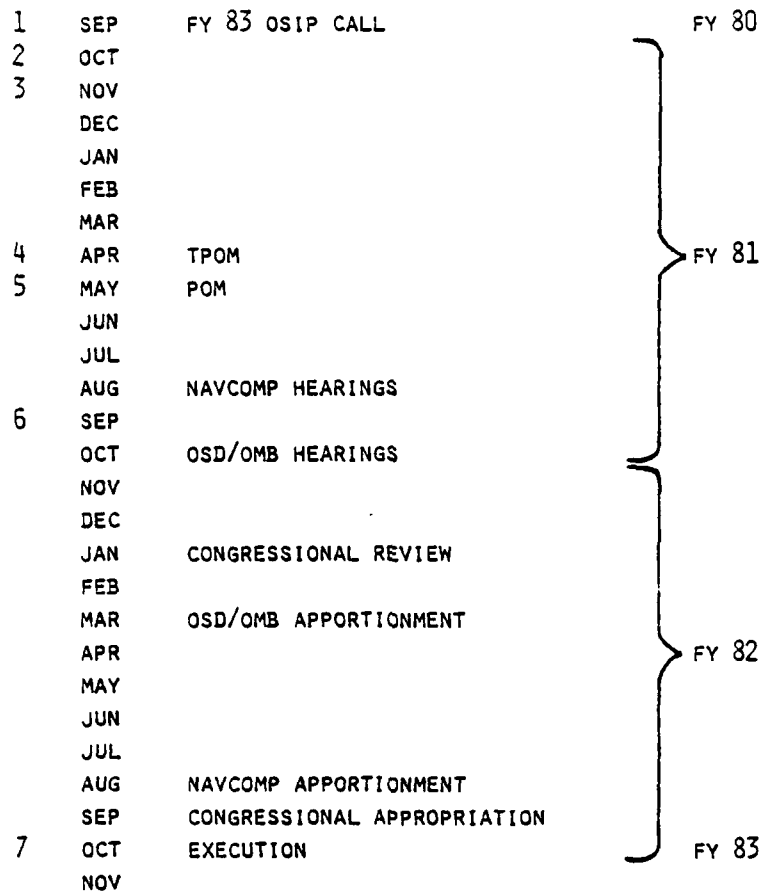 1 SEP FY 83 OSIP CALL FY 80
2 OCT
3 NOV
DEC
JAN
FEB
MAR
4 APR TPOM FY 81
5 MAY POM
JUN
JUL
AUG NAVCOMP HEARINGS
6 SEP
OCT OSD/OMB HEARINGS
NOV
DEC
JAN CONGRESSIONAL REVIEW
FEB
MAR OSD/OMB APPORTIONMENT
APR FY 82
MAY
JUN
JUL
AUG NAVCOMP APPORTIONMENT
SEP CONGRESSIONAL APPROPRIATION
7 OCT EXECUTION FY 83
NOV